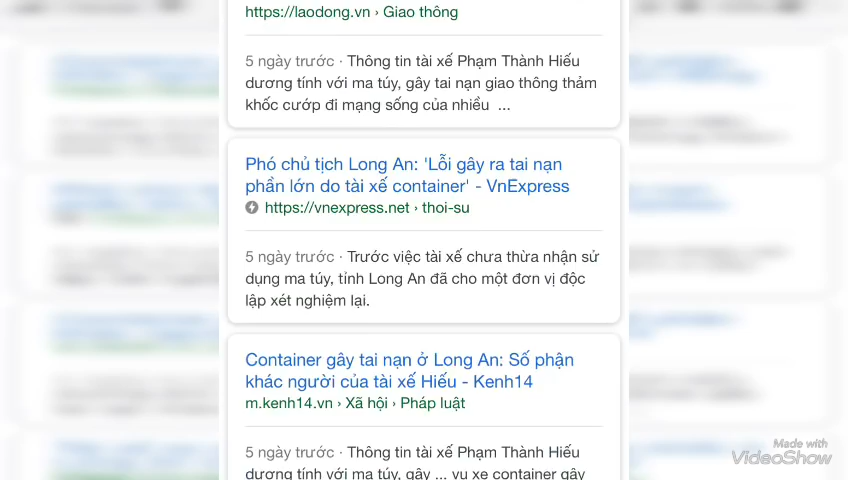 https://laodong.vn › Giao thông
5 ngày trước · Thông tin tài xế Phạm Thành Hiếu
dương tính với ma túy, gây tai nạn giao thông thảm
khốc cướp đi mạng sống của nhiều ...
Phó chủ tịch Long An: 'Lỗi gây ra tai nạn
phần lớn do tài xế container' - VnExpress
https://vnexpress.net › thoi-su
5 ngày trước · Trước việc tài xế chưa thừa nhận sử
dụng ma túy, tỉnh Long An đã cho một đơn vị độc
lập xét nghiệm lại.
Container gây tai nạn ở Long An: Số phận
khác người của tài xế Hiếu - Kenh14
m.kenh14.vn › Xã hội › Pháp luật
5 ngày trước · Thông tin tài xế Phạm Thành Hiếu
dương tính với ma túy, gây ... vụ xe container gây
Made with
VideoShow